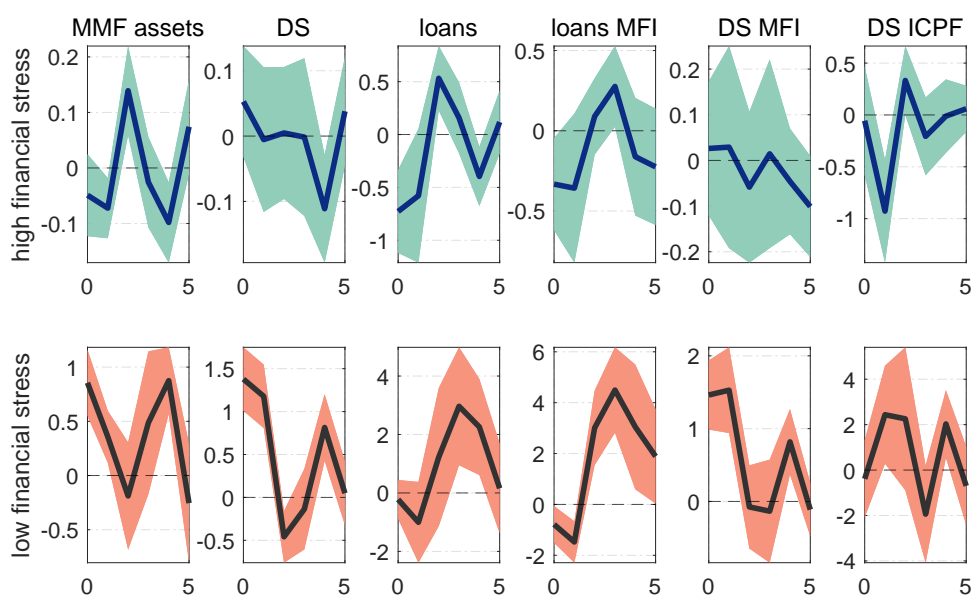 MMF assets DS loans loans MFI DS MFI DS ICPF
high financial stress
0.2 0.1 0 -0.1
0.1 0 -0.1
0.5 0 -0.5 -1
0.5 0 -0.5
0.2 0.1 0 -0.1 -0.2
0.5 0 -0.5 -1
0 5 0 5 0 5 0 5 0 5 0 5
low financial stress
1 0.5 0 -0.5
1.5 1 0.5 0 -0.5
4 2 0 -2
6 4 2 0 -2
2 1 0
4 2 0 -2 -4
0 5 0 5 0 5 0 5 0 5 0 5